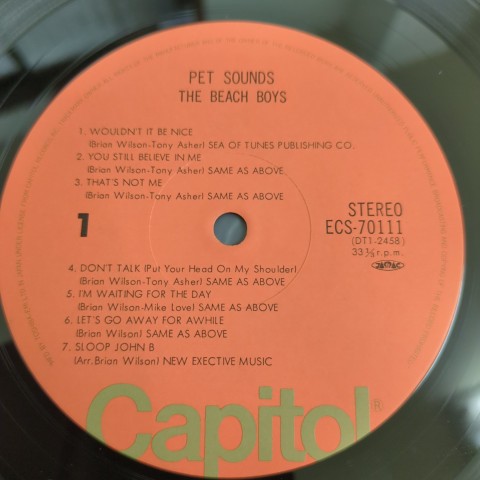 PET SOUNDS
THE BEACH BOYS
1. WOULDN'T IT BE NICE
(Brian Wilson-Tony Asher) SEA OF TUNES PUBLISHING CO.
2. YOU STILL BELIEVE IN ME
(Brian Wilson-Tony Asher) SAME AS ABOVE
3. THAT'S NOT ME
(Brian Wilson-Tony Asher) SAME AS ABOVE
1
STEREO
ECS-70111
(DT1-2458)
33⅓r.p.m.
JASRAC
4. DON'T TALK (Put Your Head On My Shoulder)
(Brian Wilson-Tony Asher) SAME AS ABOVE
5. I'M WAITING FOR THE DAY
(Brian Wilson-Mike Love) SAME AS ABOVE
6. LET'S GO AWAY FOR AWHILE
(Brian Wilson) SAME AS ABOVE
7. SLOOP JOHN B
(Arr. Brian Wilson) NEW EXECTIVE MUSIC
Capitol®